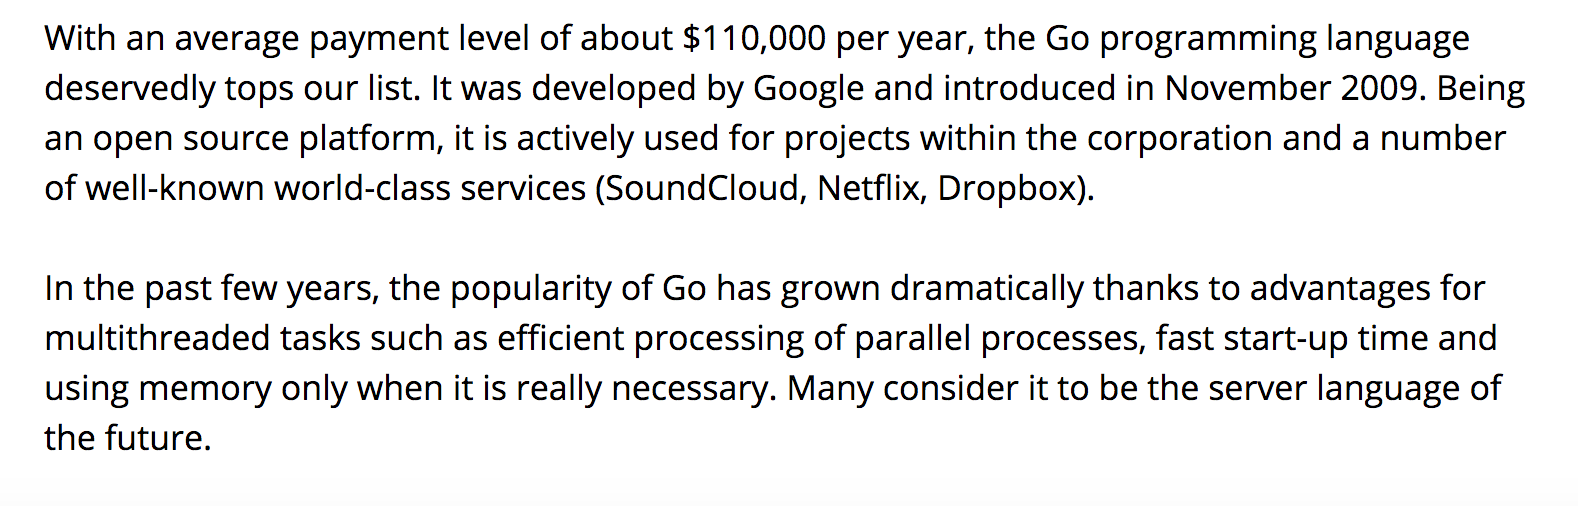 With an average payment level of about $110,000 per year, the Go programming language
deservedly tops our list. It was developed by Google and introduced in November 2009. Being
an open source platform, it is actively used for projects within the corporation and a number
of well-known world-class services (SoundCloud, Netflix, Dropbox).
In the past few years, the popularity of Go has grown dramatically thanks to advantages for
multithreaded tasks such as efficient processing of parallel processes, fast start-up time and
using memory only when it is really necessary. Many consider it to be the server language of
the future.